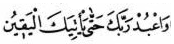 وَاعْبُدْ رَبَّكَ حَتَّىٰ يَأْتِيَكَ الْيَقِينُ